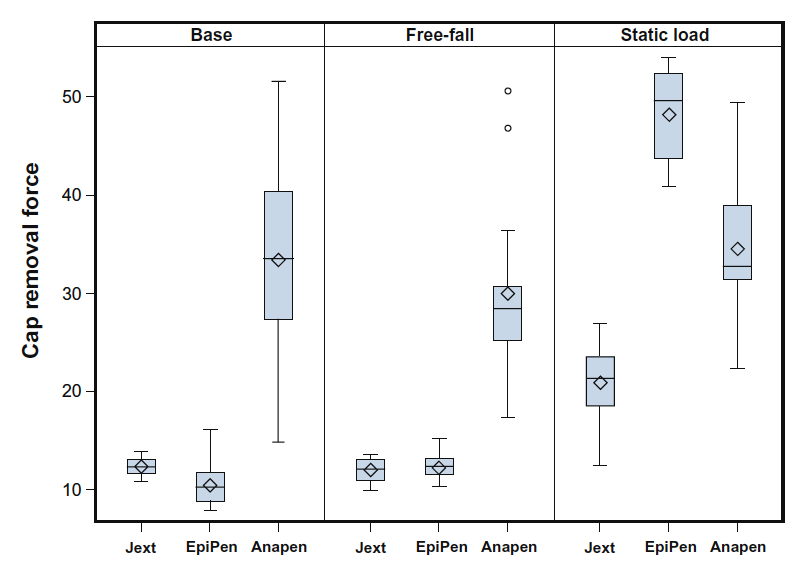 Base Free-fall Static load
Cap removal force
50
40
30
20
10
Jext EpiPen Anapen Jext EpiPen Anapen Jext EpiPen Anapen